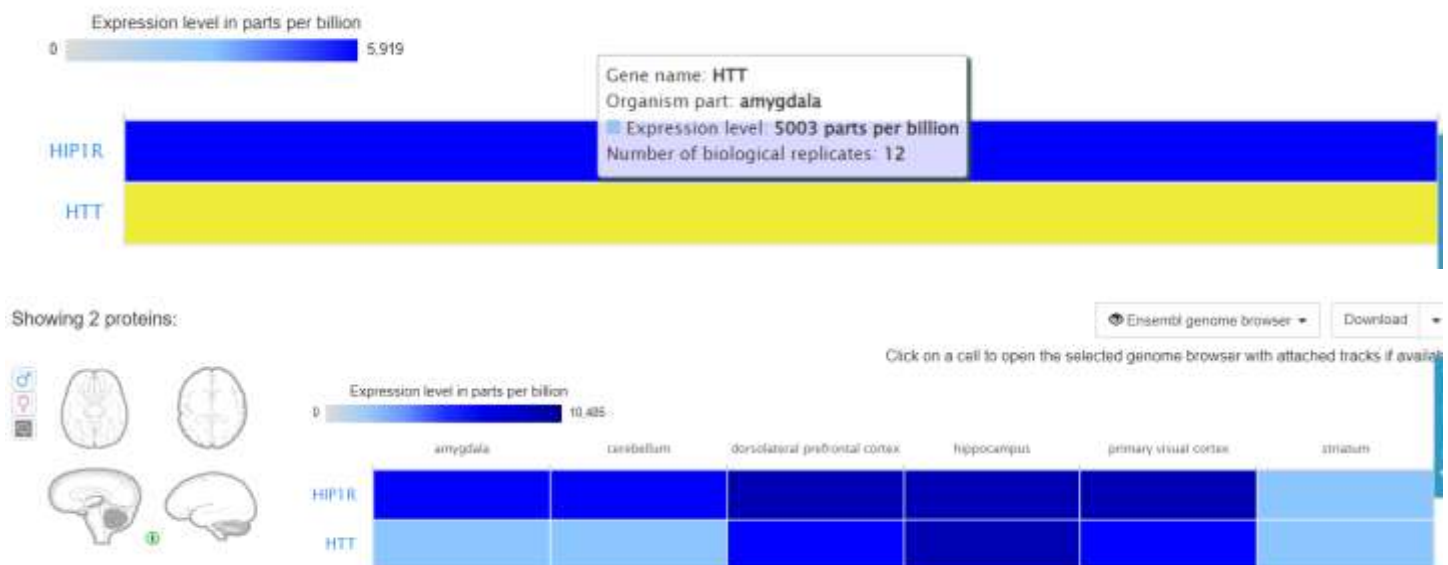 Expression level in parts per billion
0 5,919
Gene name: HTT
Organism part: amygdala
Expression level: 5003 parts per billion
Number of biological replicates: 12
HIP1R
HTT
Showing 2 proteins:
Ensembl genome browser Download
Click on a cell to open the selected genome browser with attached tracks if
Expression level in parts per billion
0 10,485
amygdala cerebellum dorsolateral prefrontal cortex hippocampus primary visual cortex striatum
HIP1R
HTT